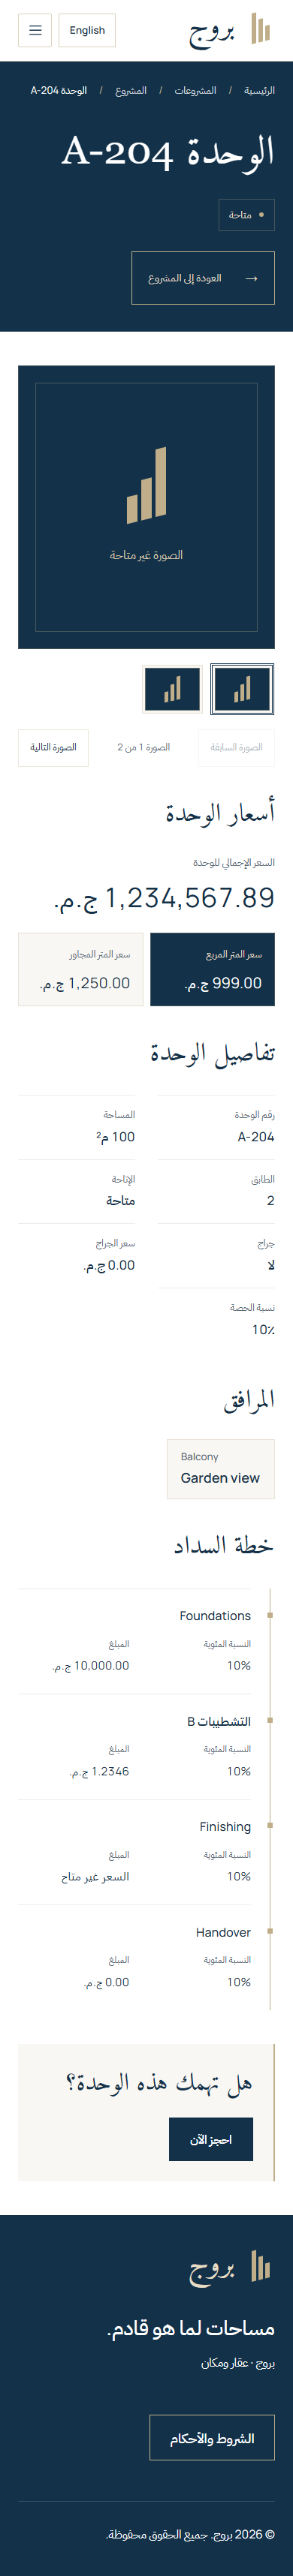 بروج
English
الرئيسية / المشروعات / المشروع / الوحدة A-204
الوحدة A-204
متاحة
→ العودة إلى المشروع
الصورة غير متاحة
الصورة السابقة
الصورة 1 من 2
الصورة التالية
أسعار الوحدة
السعر الإجمالي للوحدة
1,234,567.89 ج.م.
سعر المتر المربع
999.00 ج.م.
سعر المتر المجاور
1,250.00 ج.م.
تفاصيل الوحدة
رقم الوحدة
A-204
المساحة
100 م²
الطابق
2
الإتاحة
متاحة
جراج
لا
سعر الجراج
0.00 ج.م.
نسبة الحصة
10٪
المرافق
Balcony
Garden view
خطة السداد
Foundations
النسبة المئوية
10%
المبلغ
10,000.00 ج.م.
التشطيبات B
النسبة المئوية
10%
المبلغ
1.2346 ج.م.
Finishing
النسبة المئوية
10%
المبلغ
السعر غير متاح
Handover
النسبة المئوية
10%
المبلغ
0.00 ج.م.
هل تهمك هذه الوحدة؟
احجز الآن
بروج
مساحات لما هو قادم.
بروج · عقار ومكان
الشروط والأحكام
© 2026 بروج. جميع الحقوق محفوظة.